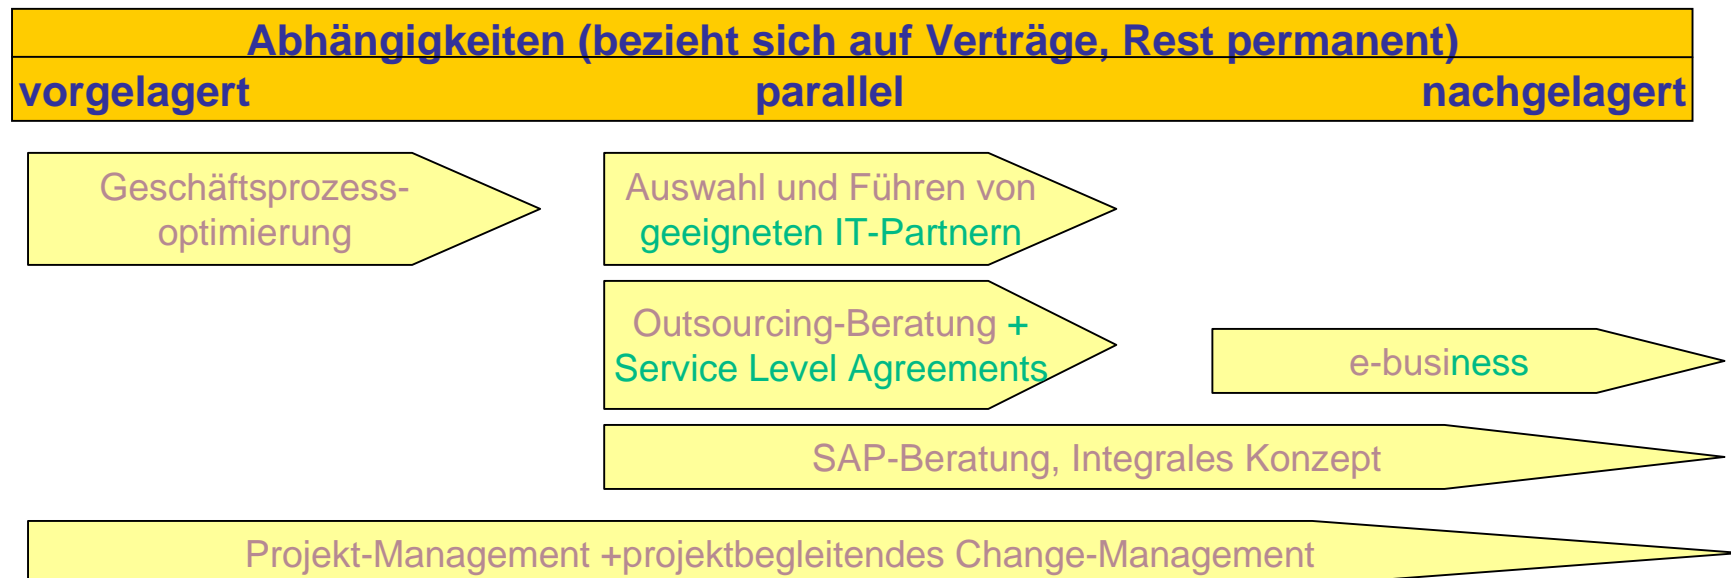 Abhängigkeiten (bezieht sich auf Verträge, Rest permanent)
vorgelagert parallel nachgelagert
Geschäftsprozess-
optimierung
Auswahl und Führen von
geeigneten IT-Partnern
Outsourcing-Beratung +
Service Level Agreements
e-business
SAP-Beratung, Integrales Konzept
Projekt-Management +projektbegleitendes Change-Management